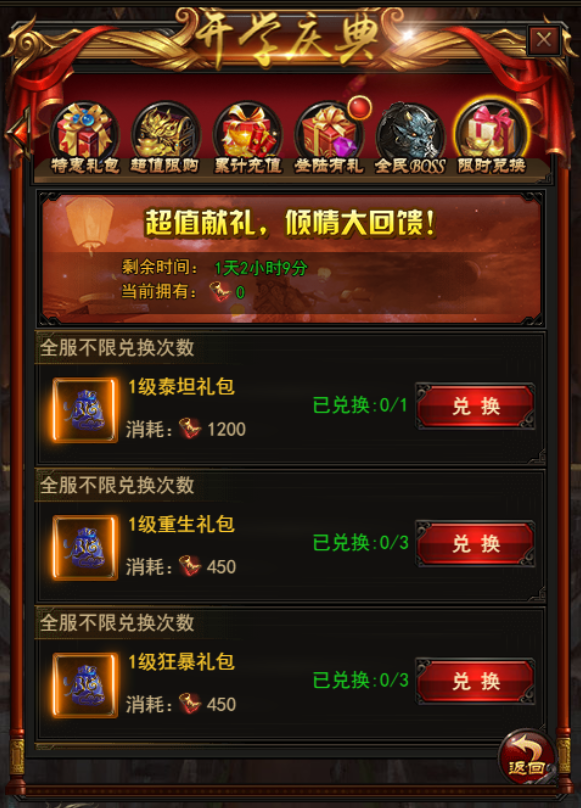 开学庆典
特惠礼包 超值限购 累计充值 登陆有礼 全民BOSS 限时兑换
超值献礼，倾情大回馈！
剩余时间： 1天2小时9分
当前拥有： 0
全服不限兑换次数
1级泰坦礼包
已兑换:0/1 兑换
消耗： 1200
全服不限兑换次数
1级重生礼包
已兑换:0/3 兑换
消耗： 450
全服不限兑换次数
1级狂暴礼包
已兑换:0/3 兑换
消耗： 450
返回